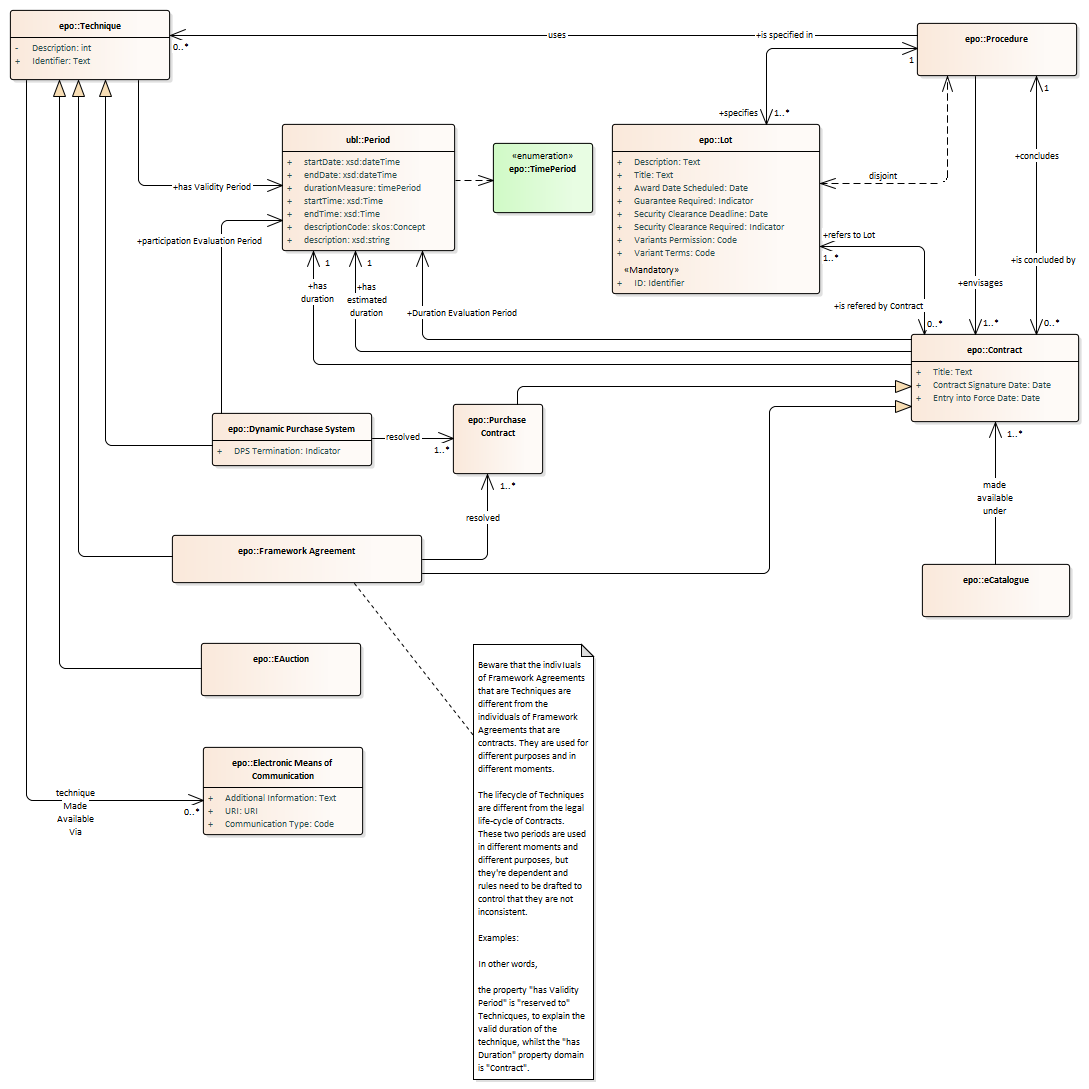 epo::Technique
- Description: int
+ Identifier: Text
0..*
uses
+is specified in
epo::Procedure
1
+specifies
1..*
ubl::Period
+ startDate: xsd:dateTime
+ endDate: xsd:dateTime
+ durationMeasure: timePeriod
+ startTime: xsd:Time
+ endTime: xsd:Time
+ descriptionCode: skos:Concept
+ description: xsd:string
«enumeration»
epo::TimePeriod
epo::Lot
+ Description: Text
+ Title: Text
+ Award Date Scheduled: Date
+ Guarantee Required: Indicator
+ Security Clearance Deadline: Date
+ Security Clearance Required: Indicator
+ Variants Permission: Code
+ Variant Terms: Code
«Mandatory»
+ ID: Identifier
disjoint
1
+concludes
+is concluded by
0..*
+envisages
1..*
+refers to Lot
1..*
+is refered by Contract
0..*
+has Validity Period
+participation Evaluation Period
1
+has
duration
1
+has
estimated
duration
+Duration Evaluation Period
epo::Contract
+ Title: Text
+ Contract Signature Date: Date
+ Entry into Force Date: Date
epo::Dynamic Purchase System
+ DPS Termination: Indicator
resolved
1..*
epo::Purchase
Contract
1..*
resolved
1..*
made
available
under
epo::Framework Agreement
epo::eCatalogue
epo::EAuction
epo::Electronic Means of
Communication
+ Additional Information: Text
+ URI: URI
+ Communication Type: Code
technique
Made
Available
Via
0..*
Beware that the indivIuals
of Framework Agreements
that are Techniques are
different from the
individuals of Framework
Agreements that are
contracts. They are used for
different purposes and in
different moments.
The lifecycle of Techniques
are different from the legal
life-cycle of Contracts.
These two periods are used
in different moments and
different purposes, but
they're dependent and
rules need to be drafted to
control that they are not
inconsistent.
Examples:
In other words,
the property "has Validity
Period" is "reserved to"
Technicques, to explain the
valid duration of the
technique, whilst the "has
Duration" property domain
is "Contract".